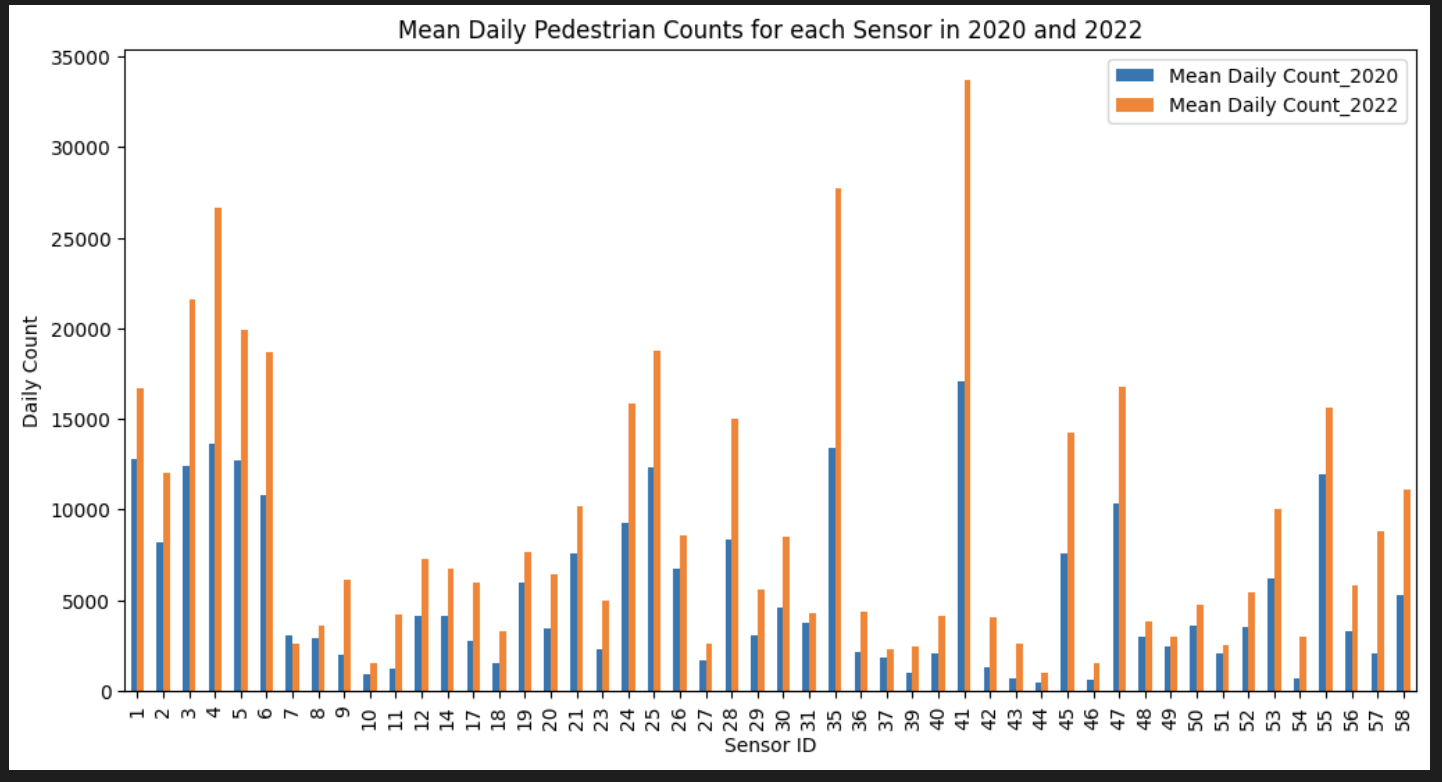 Mean Daily Pedestrian Counts for each Sensor in 2020 and 2022
Mean Daily Count_2020
Mean Daily Count_2022
35000
30000
25000
20000
15000
10000
5000
0
Daily Count
1 2 3 4 5 6 7 8 9 10 11 12 14 17 18 19 20 21 23 24 25 26 27 28 29 30 31 35 36 37 39 40 41 42 43 44 45 46 47 48 49 50 51 52 53 54 55 56 57 58
Sensor ID